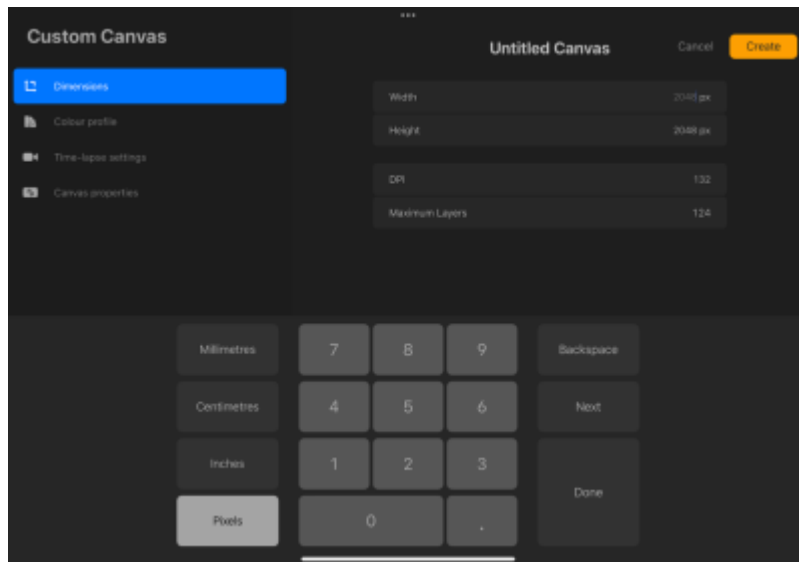 Custom Canvas
Untitled Canvas
Cancel
Create
Dimensions
Colour profile
Time-lapse settings
Canvas properties
Width 2048 px
Height 2048 px
DPI 132
Maximum Layers 124
Millimetres 7 8 9 Backspace
Centimetres 4 5 6 Next
Inches 1 2 3
Done
Pixels 0 .